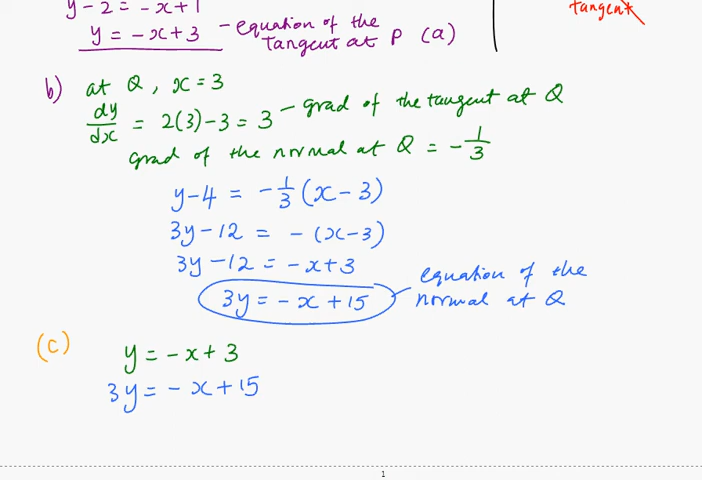 y-2 = -x+1
y = -x+3 - equation of the tangent at P (a)
tangent
b) at Q, x = 3
dy/dx = 2(3)-3 = 3 - grad of the tangent at Q
grad of the normal at Q = -1/3
y-4 = -1/3(x-3)
3y-12 = -(x-3)
3y-12 = -x+3
3y = -x+15
equation of the
normal at Q
(c)
y = -x+3
3y = -x+15
1